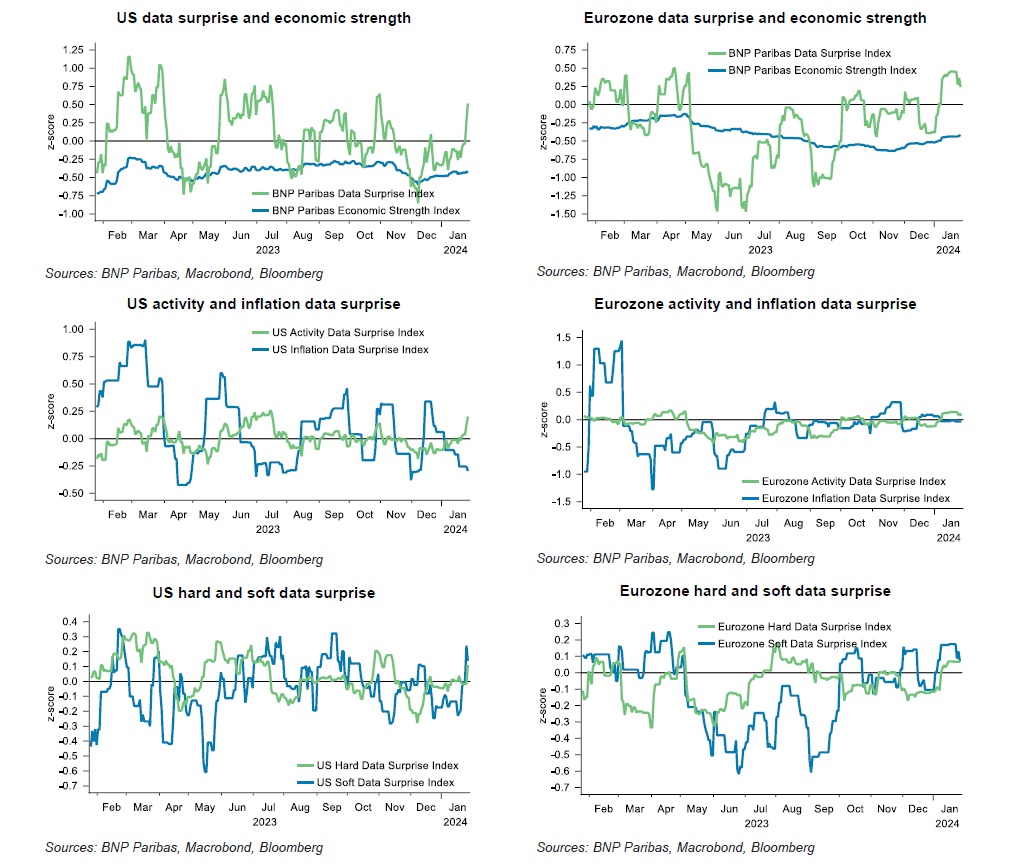 US data surprise and economic strength
1.25
1.00
0.75
0.50
0.25
0.00
-0.25
-0.50
-0.75
-1.00
z-score
BNP Paribas Data Surprise Index
BNP Paribas Economic Strength Index
Feb Mar Apr May Jun Jul Aug Sep Oct Nov Dec Jan
2023 2024
Sources: BNP Paribas, Macrobond, Bloomberg
Eurozone data surprise and economic strength
0.75
0.50
0.25
0.00
-0.25
-0.50
-0.75
-1.00
-1.25
-1.50
z-score
BNP Paribas Data Surprise Index
BNP Paribas Economic Strength Index
Feb Mar Apr May Jun Jul Aug Sep Oct Nov Dec Jan
2023 2024
Sources: BNP Paribas, Macrobond, Bloomberg
US activity and inflation data surprise
1.00
0.75
0.50
0.25
0.00
-0.25
-0.50
z-score
US Activity Data Surprise Index
US Inflation Data Surprise Index
Feb Mar Apr May Jun Jul Aug Sep Oct Nov Dec Jan
2023 2024
Sources: BNP Paribas, Macrobond, Bloomberg
Eurozone activity and inflation data surprise
1.5
1.0
0.5
0.0
-0.5
-1.0
-1.5
z-score
Eurozone Activity Data Surprise Index
Eurozone Inflation Data Surprise Index
Feb Mar Apr May Jun Jul Aug Sep Oct Nov Dec Jan
2023 2024
Sources: BNP Paribas, Macrobond, Bloomberg
US hard and soft data surprise
0.4
0.3
0.2
0.1
0.0
-0.1
-0.2
-0.3
-0.4
-0.5
-0.6
-0.7
z-score
US Hard Data Surprise Index
US Soft Data Surprise Index
Feb Mar Apr May Jun Jul Aug Sep Oct Nov Dec Jan
2023 2024
Sources: BNP Paribas, Macrobond, Bloomberg
Eurozone hard and soft data surprise
0.3
0.2
0.1
0.0
-0.1
-0.2
-0.3
-0.4
-0.5
-0.6
-0.7
z-score
Eurozone Hard Data Surprise Index
Eurozone Soft Data Surprise Index
Feb Mar Apr May Jun Jul Aug Sep Oct Nov Dec Jan
2023 2024
Sources: BNP Paribas, Macrobond, Bloomberg